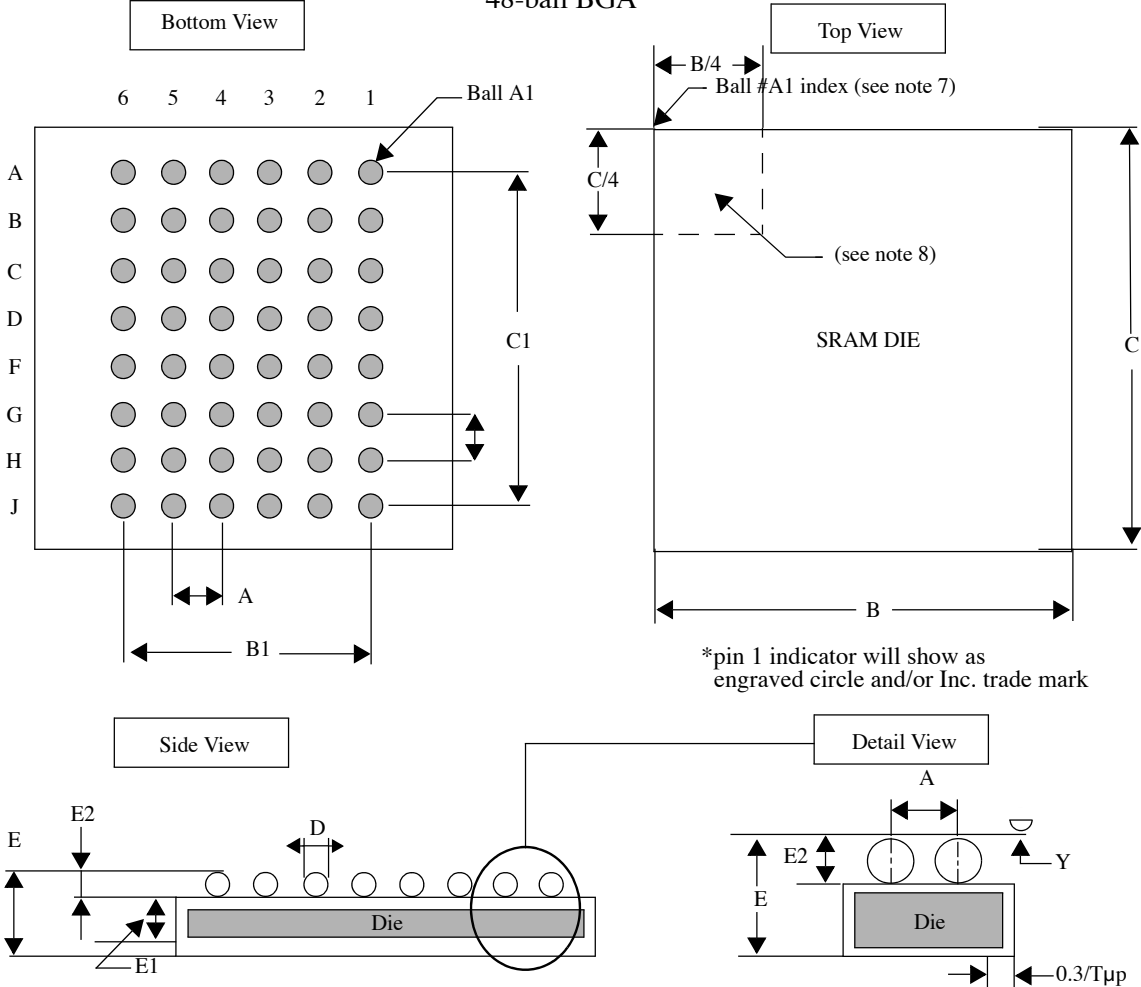 48-ball BGA
Bottom View
Top View
6 5 4 3 2 1
Ball A1
A
B
C
D
F
G
H
J
C1
A
B1
B/4
Ball #A1 index (see note 7)
C/4
(see note 8)
SRAM DIE
C
B
*pin 1 indicator will show as
engraved circle and/or Inc. trade mark
Side View
Detail View
E2
E
D
Die
E1
A
E2
Y
E
Die
0.3/Tμp